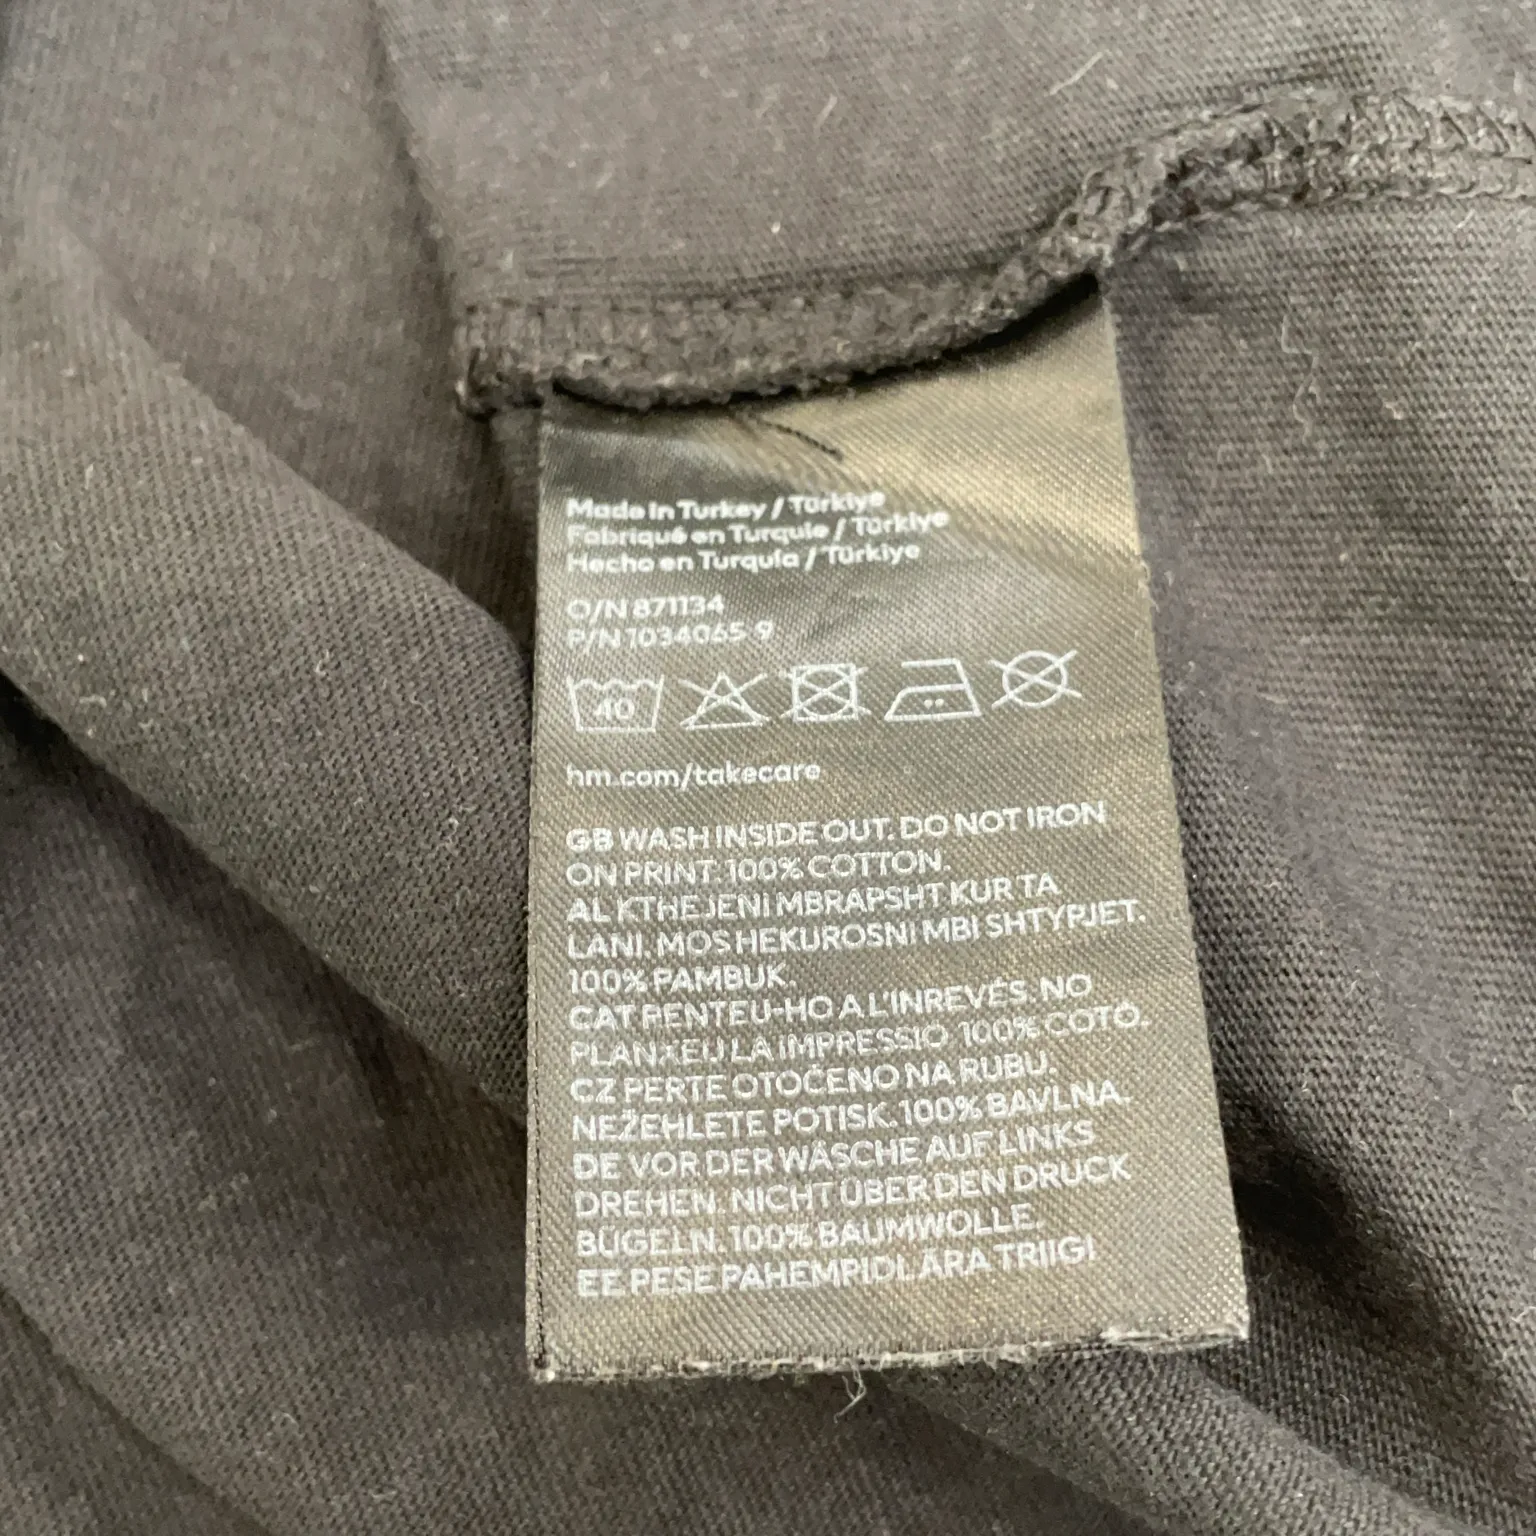 Made in Turkey / Türkiye
Fabriqué en Turquie / Türkiye
Hecho en Turquía / Türkiye
O/N 871134
P/N 1034065 9
40
hm.com/takecare
GB WASH INSIDE OUT. DO NOT IRON
ON PRINT. 100% COTTON.
AL KTHEJENI MBRAPSHT KUR TA
LANI. MOS HEKUROSNI MBI SHTYPJET.
100% PAMBUK.
CAT RENTEU-HO A L'INREVÉS. NO
PLANXEU LA IMPRESSIÓ. 100% COTÓ.
CZ PERTE OTOČENO NA RUBU.
NEŽEHLETE POTISK. 100% BAVLNA.
DE VOR DER WÄSCHE AUF LINKS
DREHEN. NICHT ÜBER DEN DRUCK
BÜGELN. 100% BAUMWOLLE.
EE PESE PAHEMPIDI. ÄRA TRIIGI